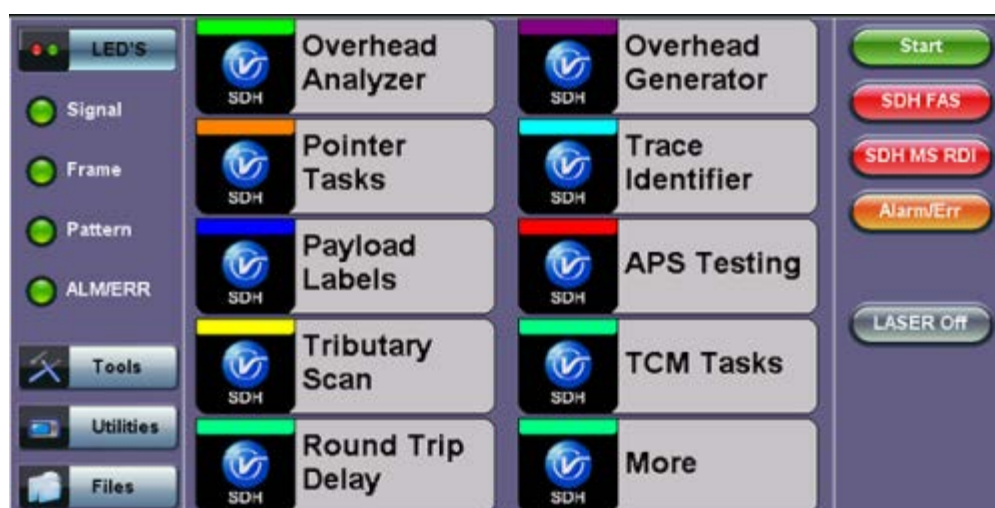 LED'S
Signal
Frame
Pattern
ALM/ERR
Tools
Utilities
Files
SDH
Overhead
Analyzer
SDH
Overhead
Generator
SDH
Pointer
Tasks
SDH
Trace
Identifier
SDH
Payload
Labels
SDH
APS Testing
SDH
Tributary
Scan
SDH
TCM Tasks
SDH
Round Trip
Delay
SDH
More
Start
SDH FAS
SDH MS RDI
Alarm/Err
LASER Off